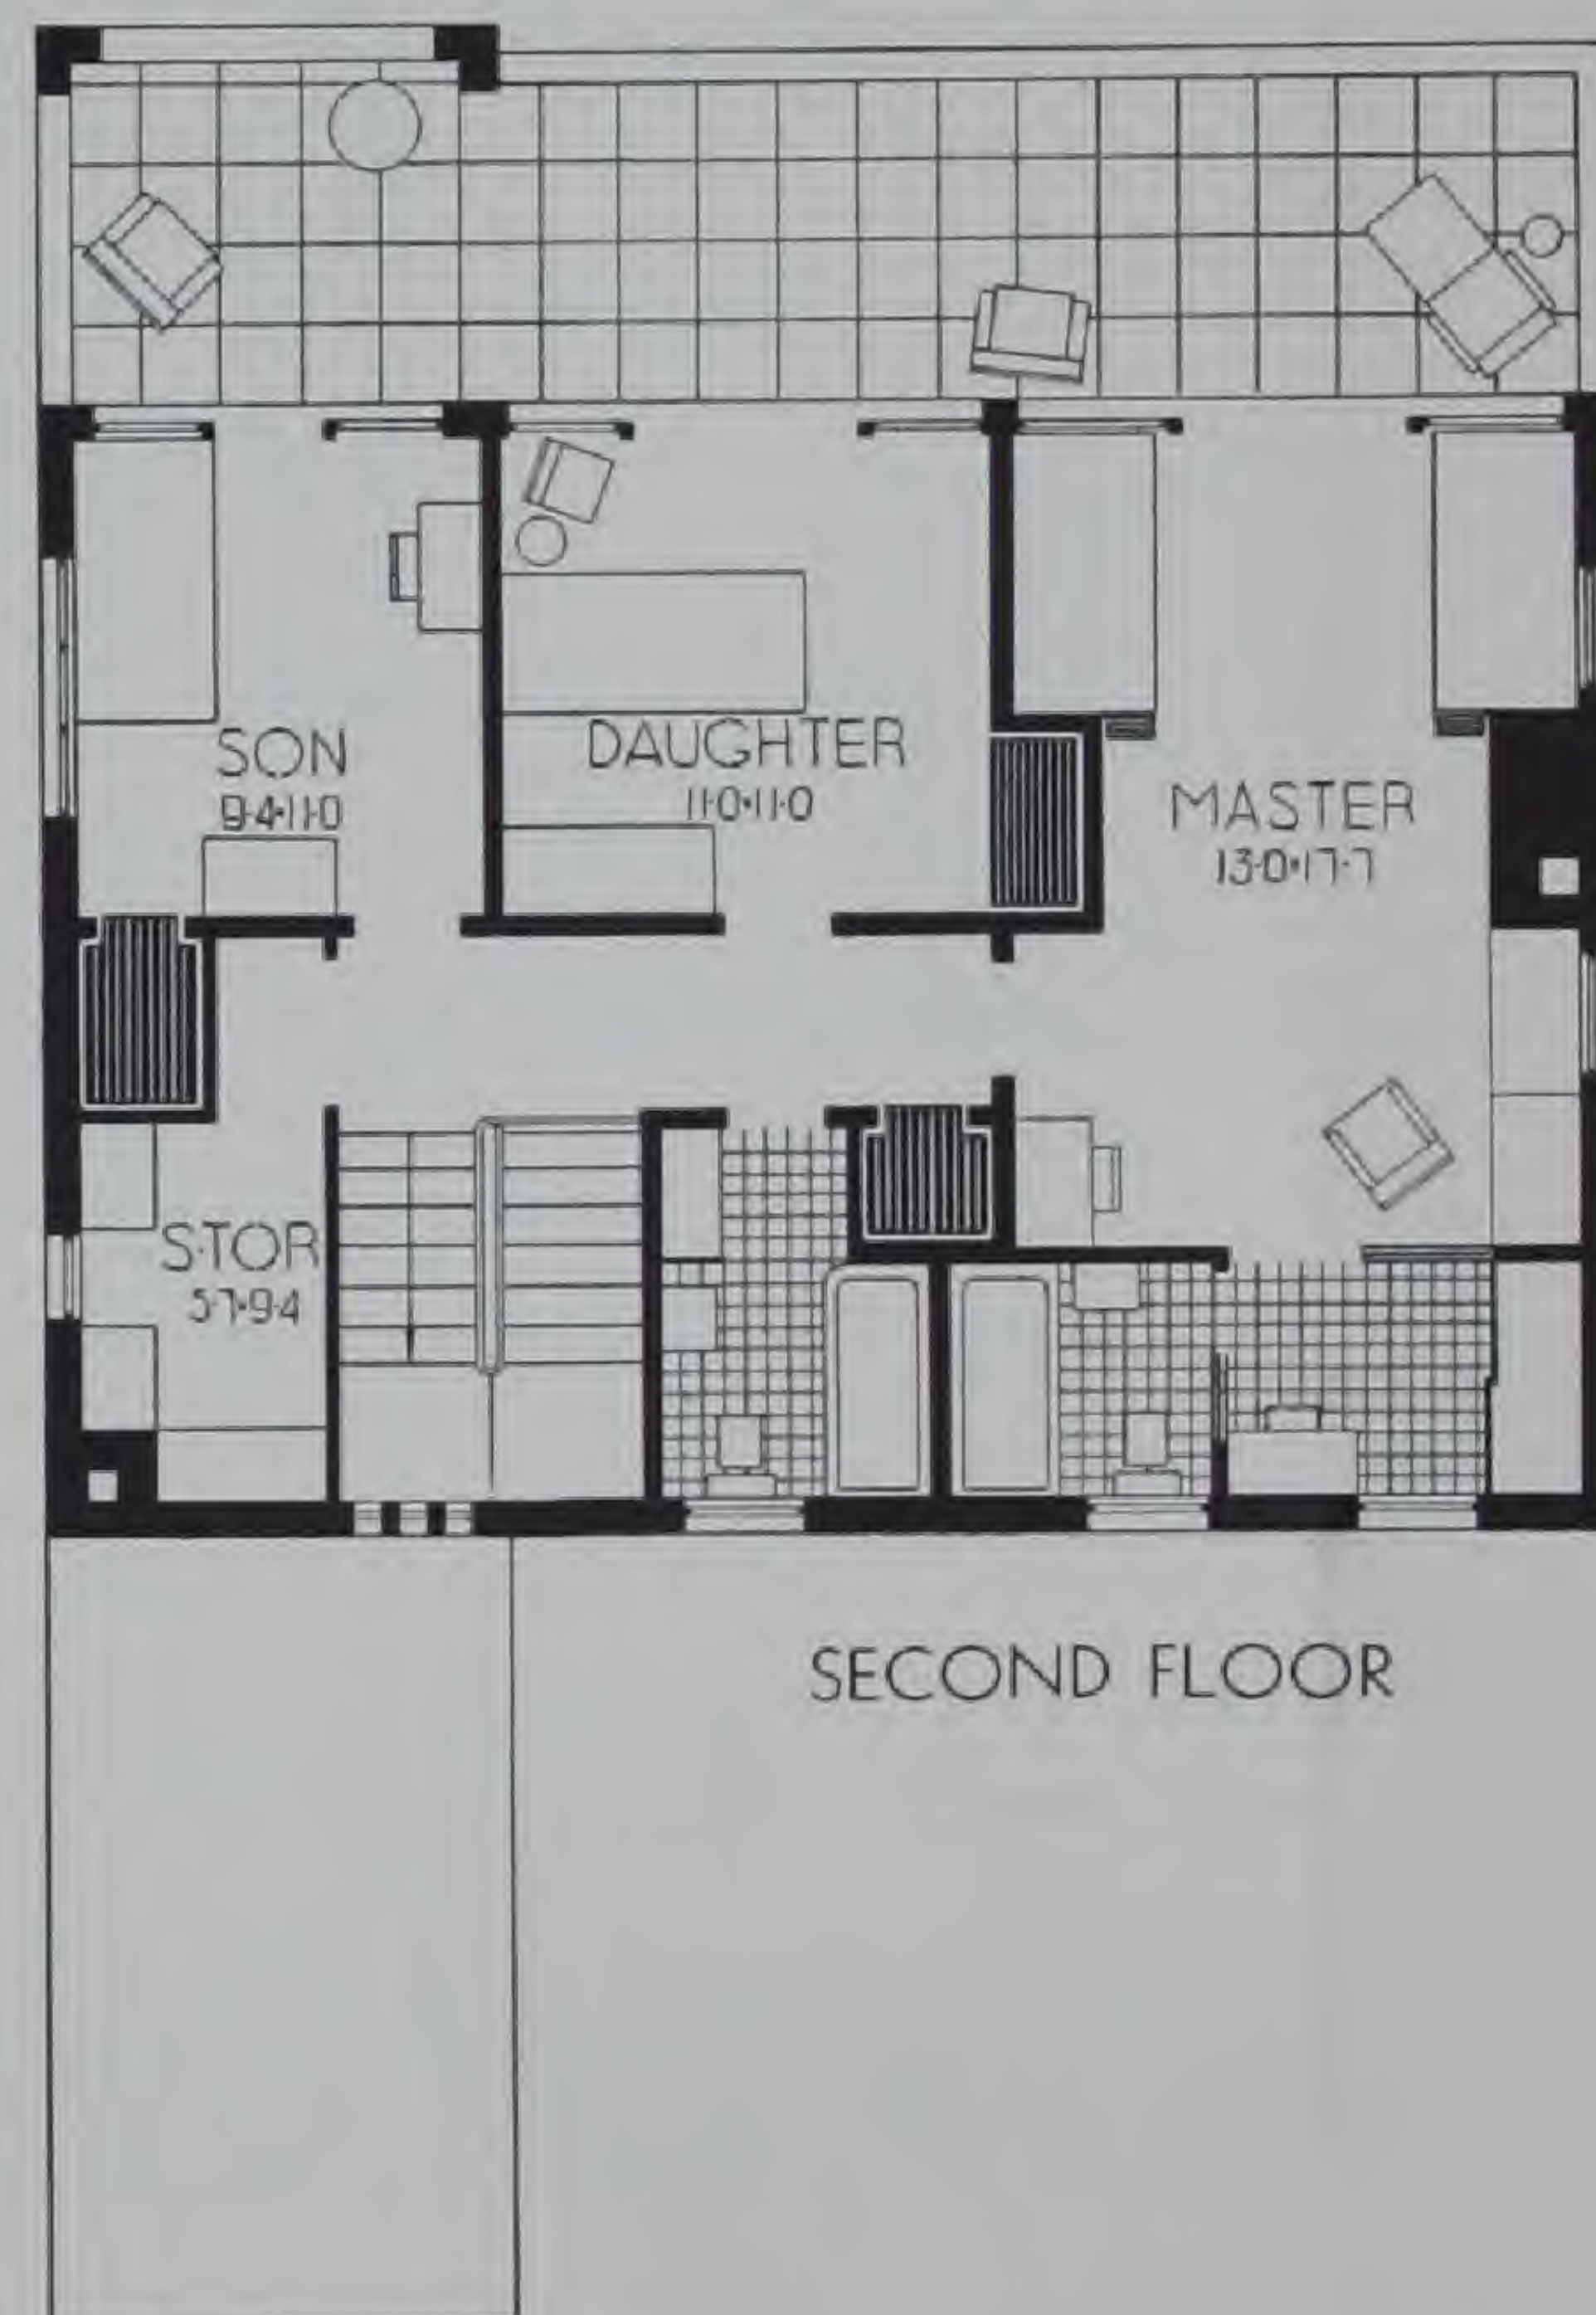 SON
9-4•11-0
DAUGHTER
11-0•11-0
MASTER
13-0•17-7
STOR
5-7•9-4
SECOND FLOOR